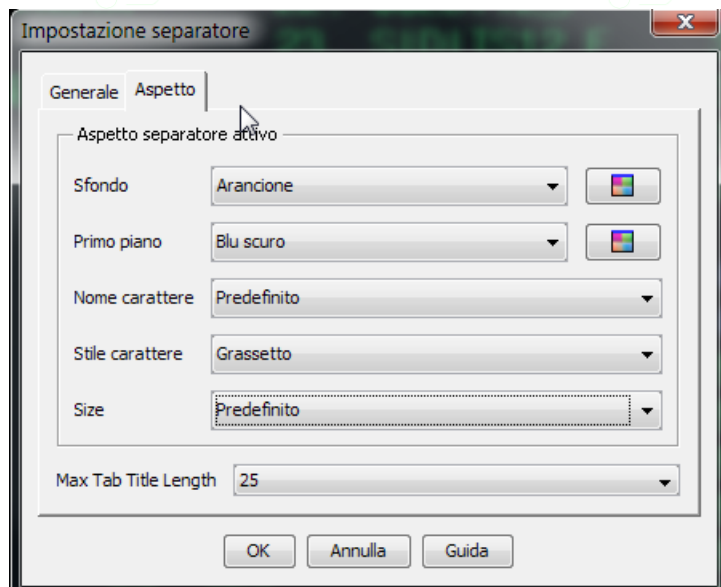 Impostazione separatore
Generale Aspetto
Aspetto separatore attivo
Sfondo Arancione
Primo piano Blu scuro
Nome carattere Predefinito
Stile carattere Grassetto
Size Predefinito
Max Tab Title Length 25
OK Annulla Guida